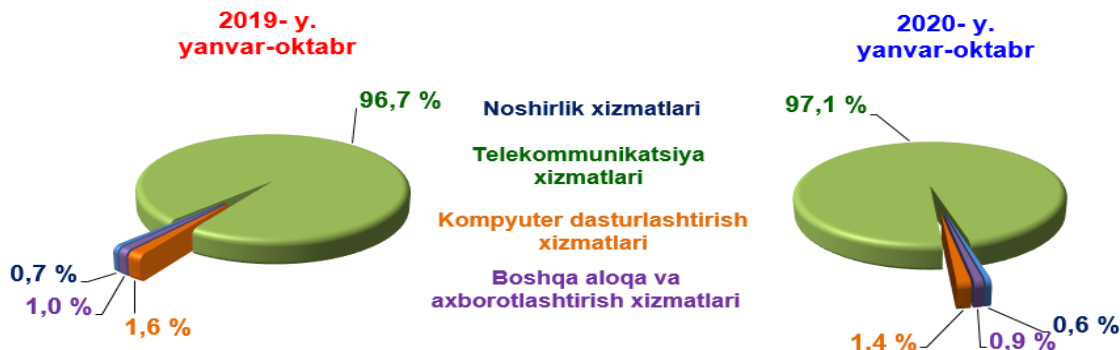 2019- y.
yanvar-oktabr
96,7 %
0,7 %
1,0 %
1,6 %
Noshirlik xizmatlari
Telekommunikatsiya
xizmatlari
Kompyuter dasturlashtirish
xizmatlari
Boshqa aloqa va
axborotlashtirish xizmatlari
2020- y.
yanvar-oktabr
97,1 %
0,6 %
0,9 %
1,4 %